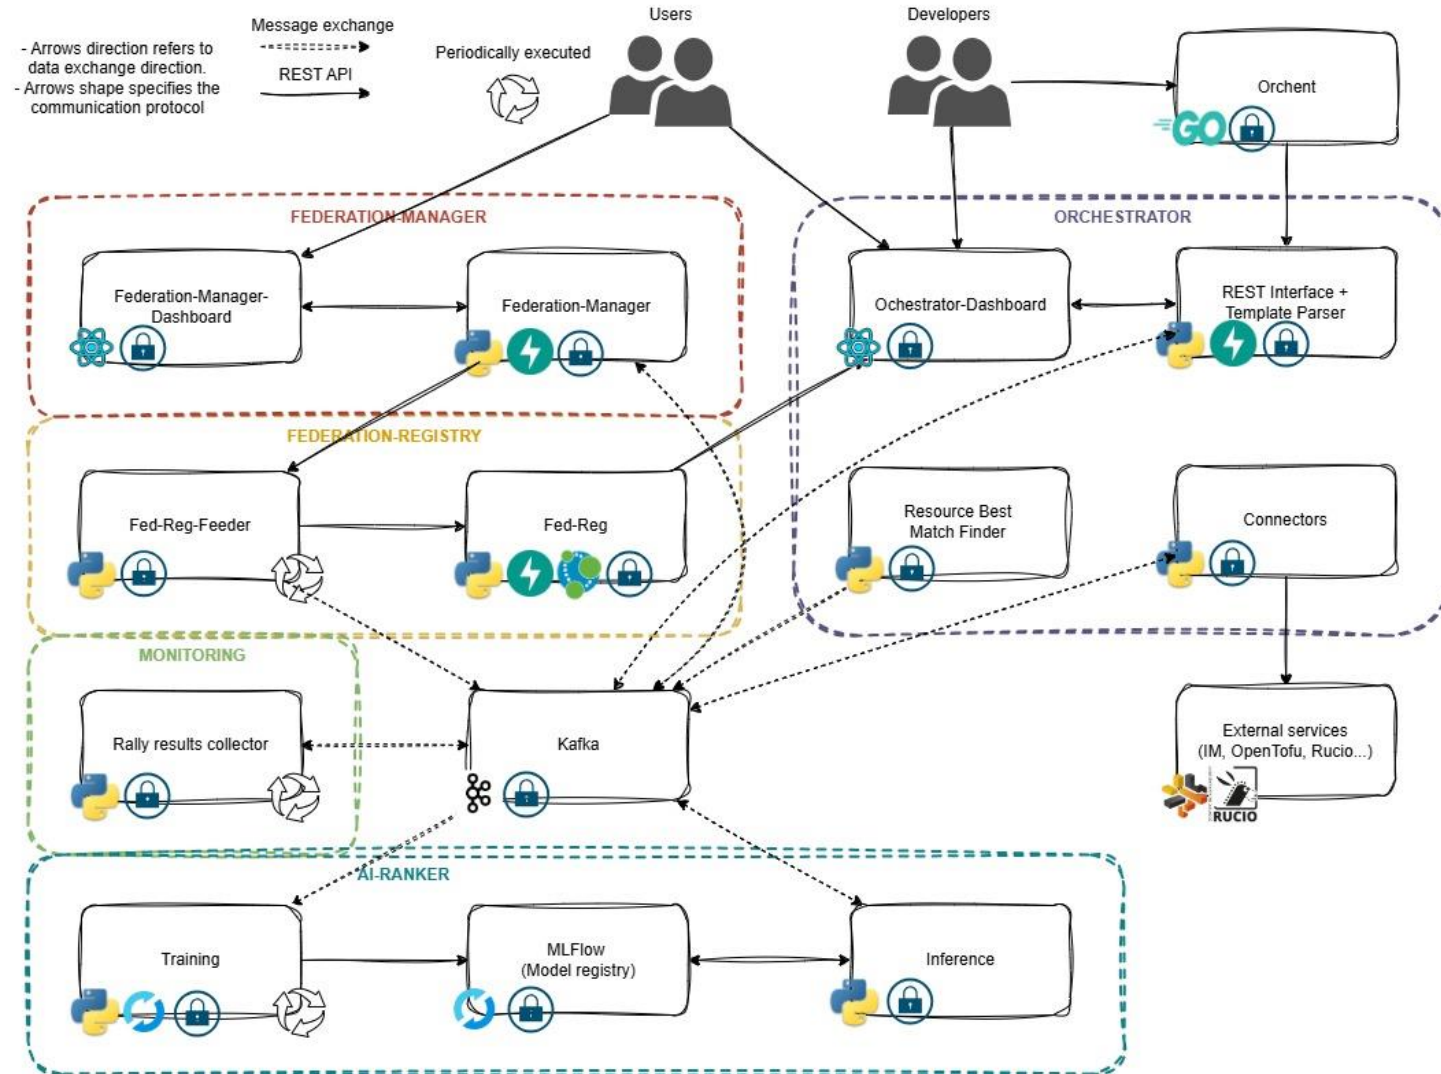 Users
Developers
- Arrows direction refers to
data exchange direction.
- Arrows shape specifies the
communication protocol
Message exchange
REST API
Periodically executed
Orchent
GO
FEDERATION-MANAGER
ORCHESTRATOR
Federation-Manager-
Dashboard
Federation-Manager
Ochestrator-Dashboard
REST Interface +
Template Parser
FEDERATION-REGISTRY
Fed-Reg-Feeder
Fed-Reg
Resource Best
Match Finder
Connectors
MONITORING
Rally results collector
Kafka
External services
(IM, OpenTofu, Rucio...)
RUCIO
AI-RANKER
Training
MLFlow
(Model registry)
Inference